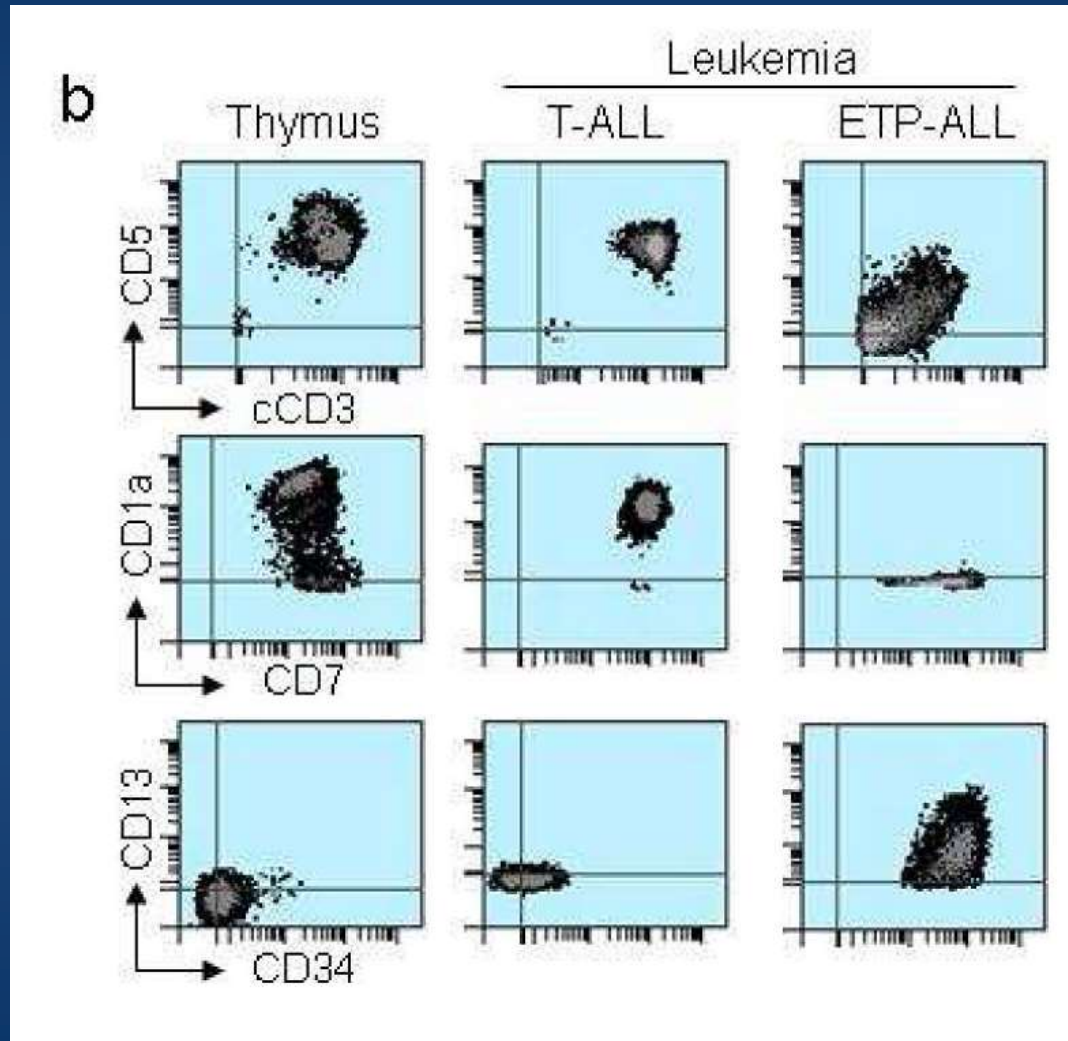 b
Leukemia
Thymus T-ALL ETP-ALL
CD5
cCD3
CD1a
CD7
CD13
CD34